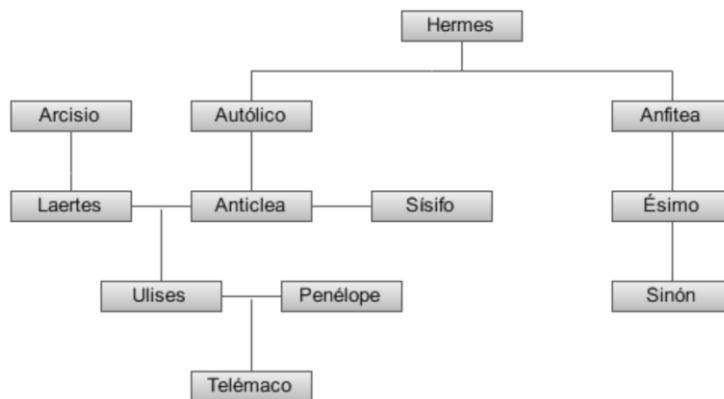 Hermes
Arcisio
Autólico
Anfitea
Laertes
Anticlea
Sísifo
Ésimo
Ulises
Penélope
Sinón
Telémaco